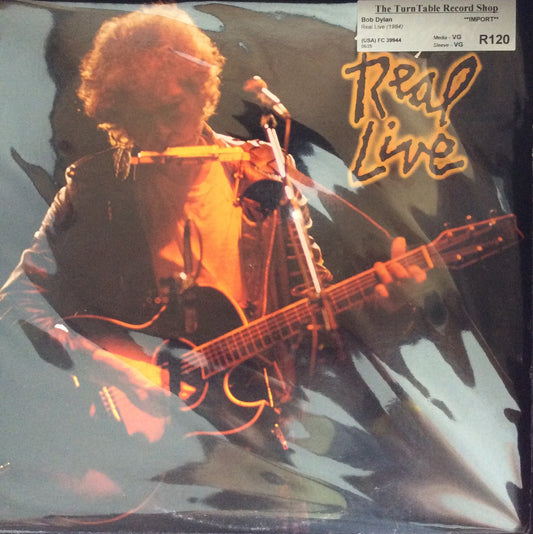 The TurnTable Record Shop
Bob Dylan **IMPORT**
Real Live (1984)
(USA) FC 39944 Media - VG R120
Sleeve - VG
Real
Live